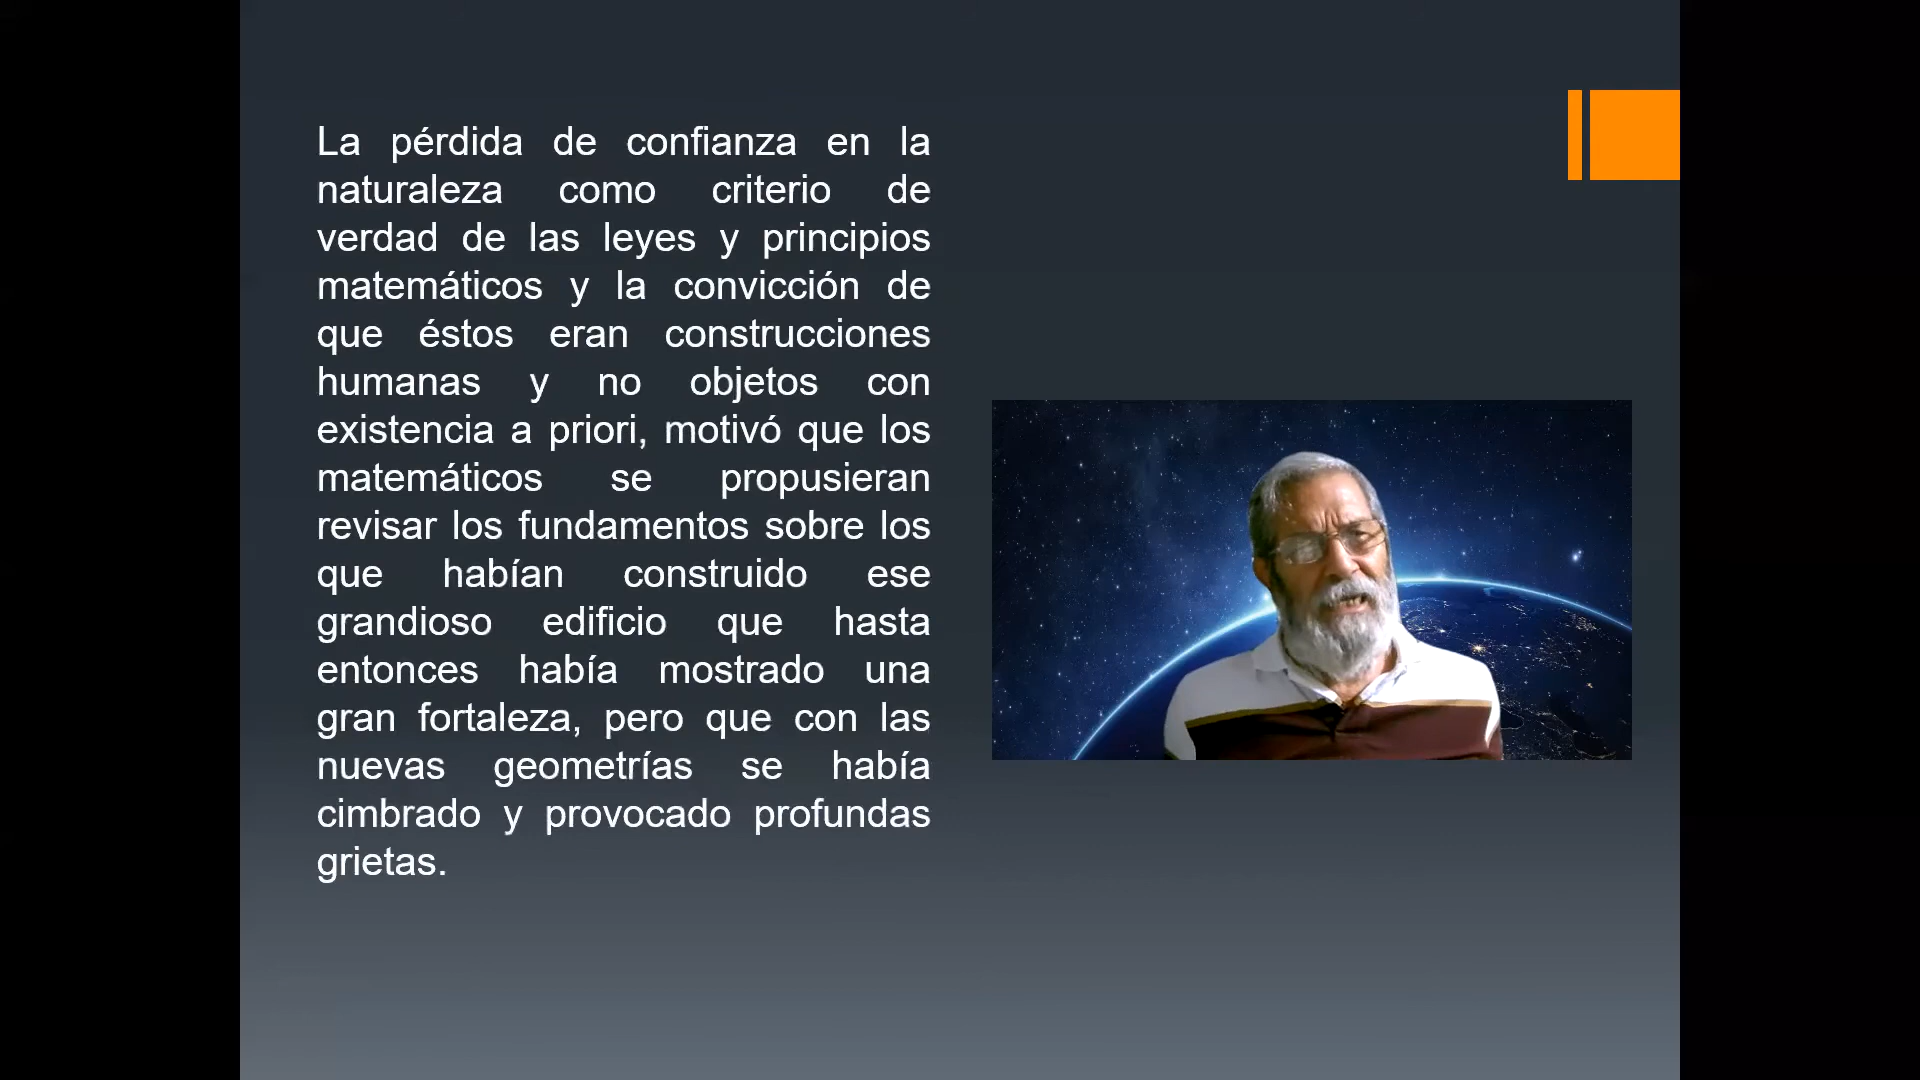 La pérdida de confianza en la
naturaleza como criterio de
verdad de las leyes y principios
matemáticos y la convicción de
que éstos eran construcciones
humanas y no objetos con
existencia a priori, motivó que los
matemáticos se propusieran
revisar los fundamentos sobre los
que habían construido ese
grandioso edificio que hasta
entonces había mostrado una
gran fortaleza, pero que con las
nuevas geometrías se había
cimbrado y provocado profundas
grietas.